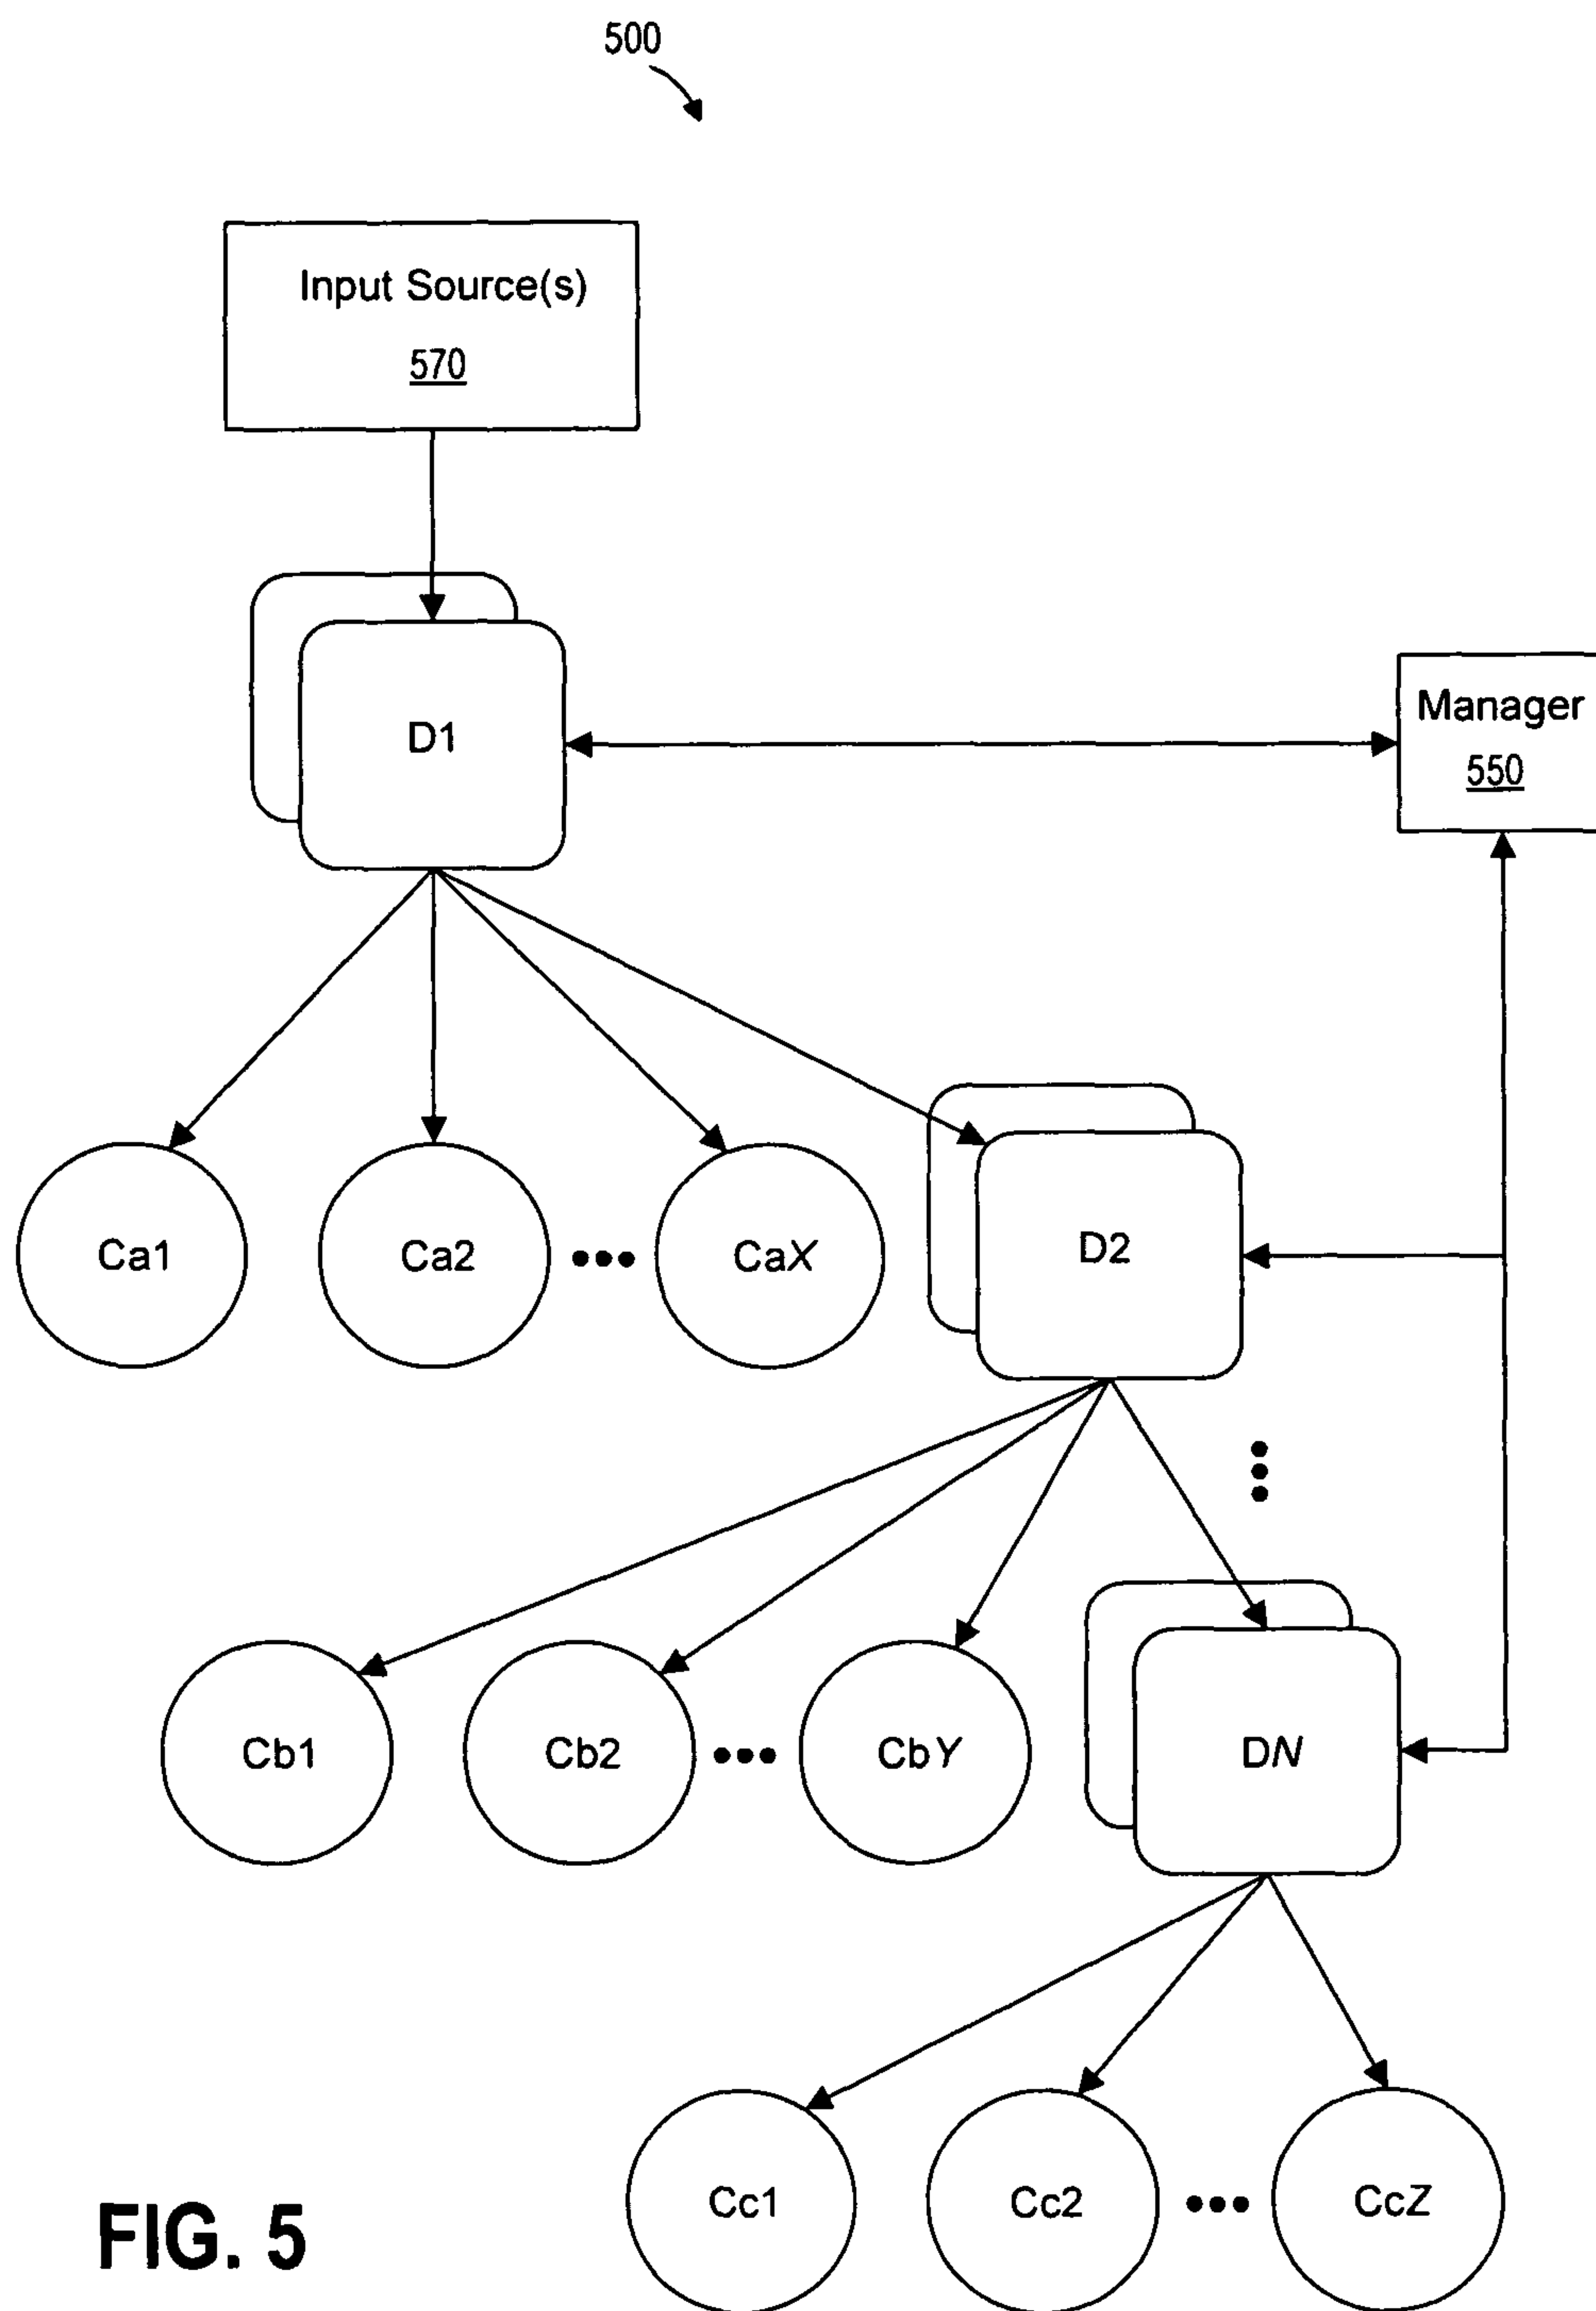 500
Input Source(s)
570
D1
Manager
550
Ca1
Ca2
CaX
D2
Cb1
Cb2
CbY
DN
Cc1
Cc2
CcZ
FIG. 5